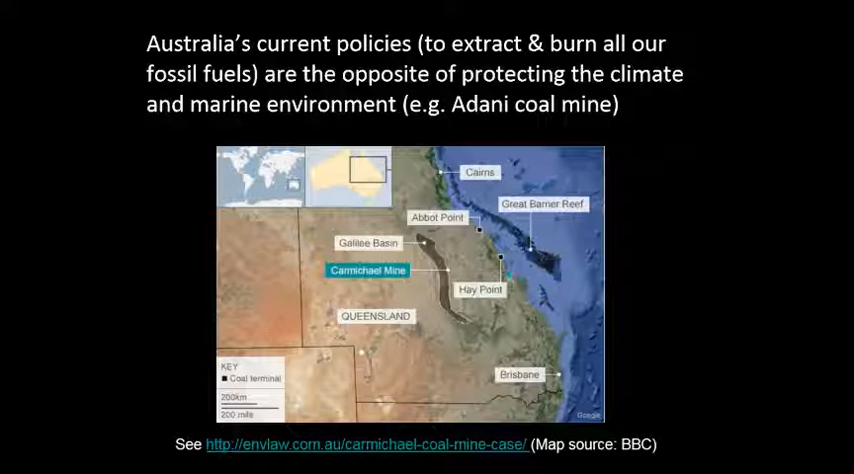 Australia's current policies (to extract & burn all our
fossil fuels) are the opposite of protecting the climate
and marine environment (e.g. Adani coal mine)
Cairns
Great Barrier Reef
Abbot Point
Galilee Basin
Carmichael Mine
Hay Point
QUEENSLAND
KEY
Coal terminal
200km
200 mile
Brisbane
Google
See http://envlaw.com.au/carmichael-coal-mine-case/ (Map source: BBC)